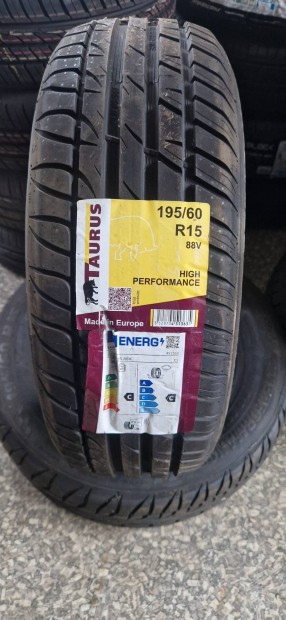 TAURUS
195/60
R15
88V
HIGH
PERFORMANCE
Made in Europe
ENERG
A
B
C
C